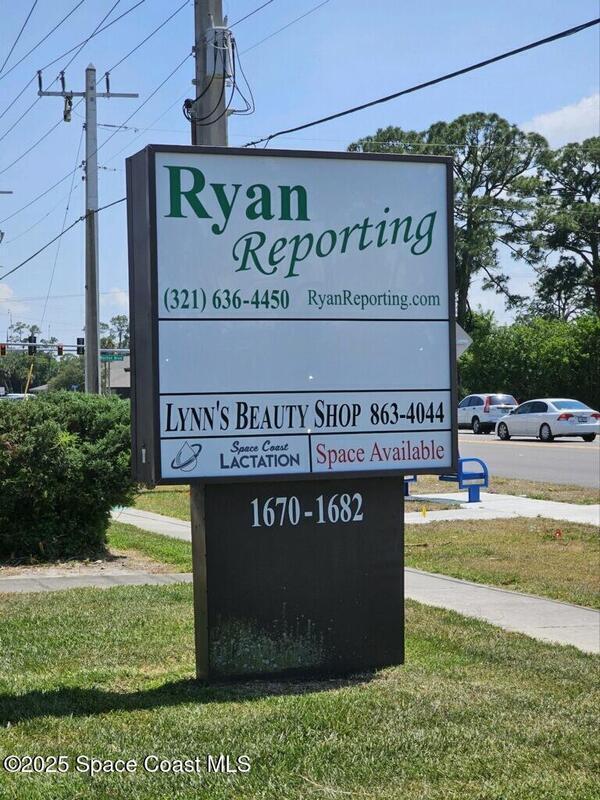 Ryan
Reporting
(321) 636-4450 RyanReporting.com
LYNN'S BEAUTY SHOP 863-4044
Space Coast
LACTATION
Space Available
1670-1682
©2025 Space Coast MLS